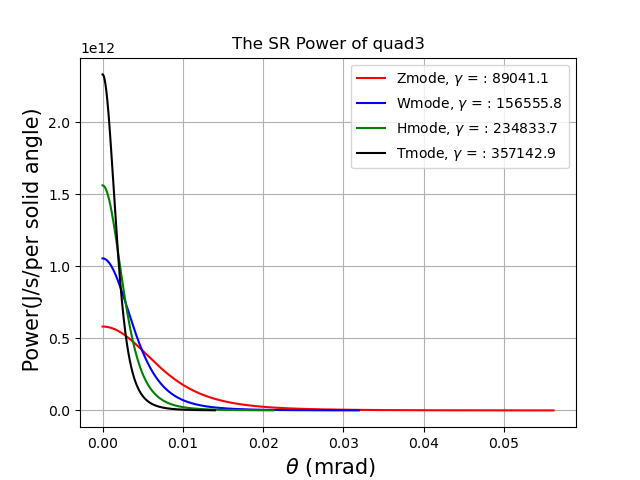 The SR Power of quad3
1e12
Zmode, γ = : 89041.1
Wmode, γ = : 156555.8
Hmode, γ = : 234833.7
Tmode, γ = : 357142.9
Power(J/s/per solid angle)
2.0
1.5
1.0
0.5
0.0
0.00 0.01 0.02 0.03 0.04 0.05
θ (mrad)